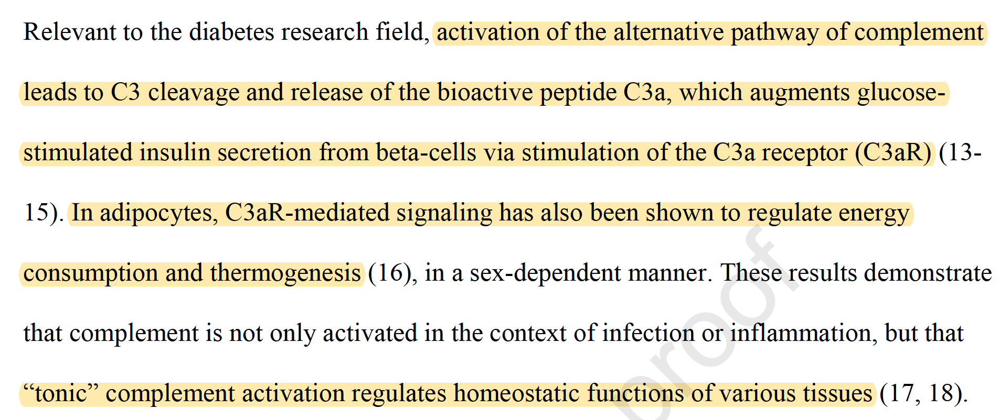 Relevant to the diabetes research field, activation of the alternative pathway of complement
leads to C3 cleavage and release of the bioactive peptide C3a, which augments glucose-
stimulated insulin secretion from beta-cells via stimulation of the C3a receptor (C3aR) (13-
15). In adipocytes, C3aR-mediated signaling has also been shown to regulate energy
consumption and thermogenesis (16), in a sex-dependent manner. These results demonstrate
that complement is not only activated in the context of infection or inflammation, but that
“tonic” complement activation regulates homeostatic functions of various tissues (17, 18).
proof